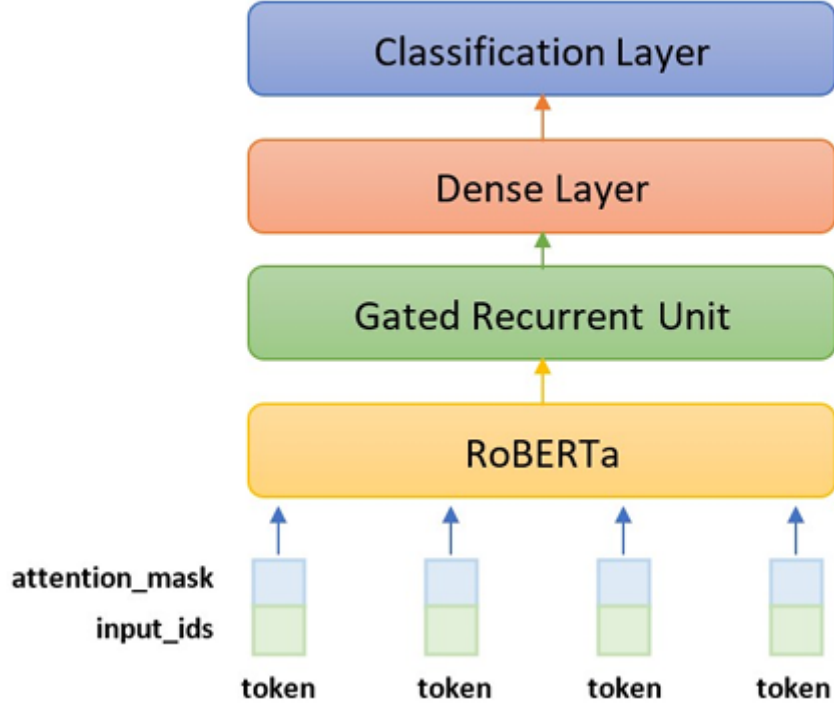 Classification Layer
Dense Layer
Gated Recurrent Unit
RoBERTa
attention_mask
input_ids
token token token token